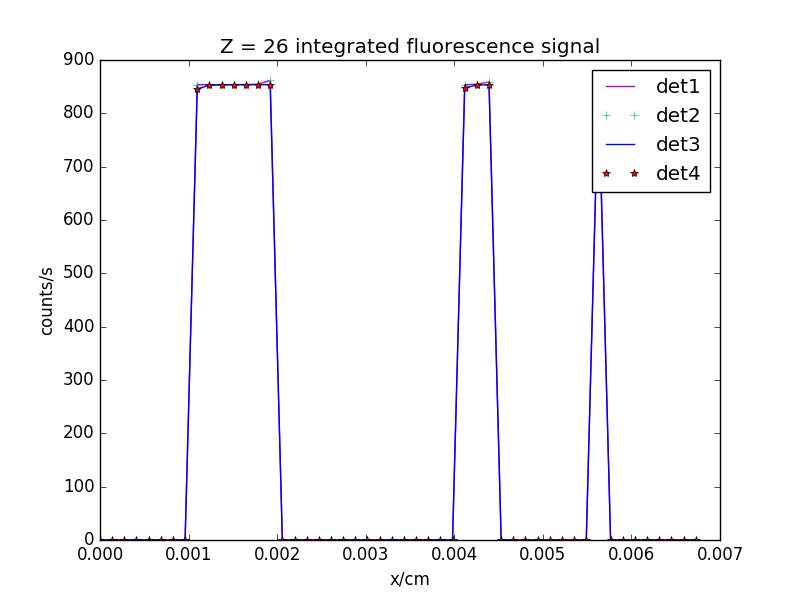 Z = 26 integrated fluorescence signal
900
800
700
600
500
400
300
200
100
0
counts/s
det1
det2
det3
det4
0.000 0.001 0.002 0.003 0.004 0.005 0.006 0.007
x/cm